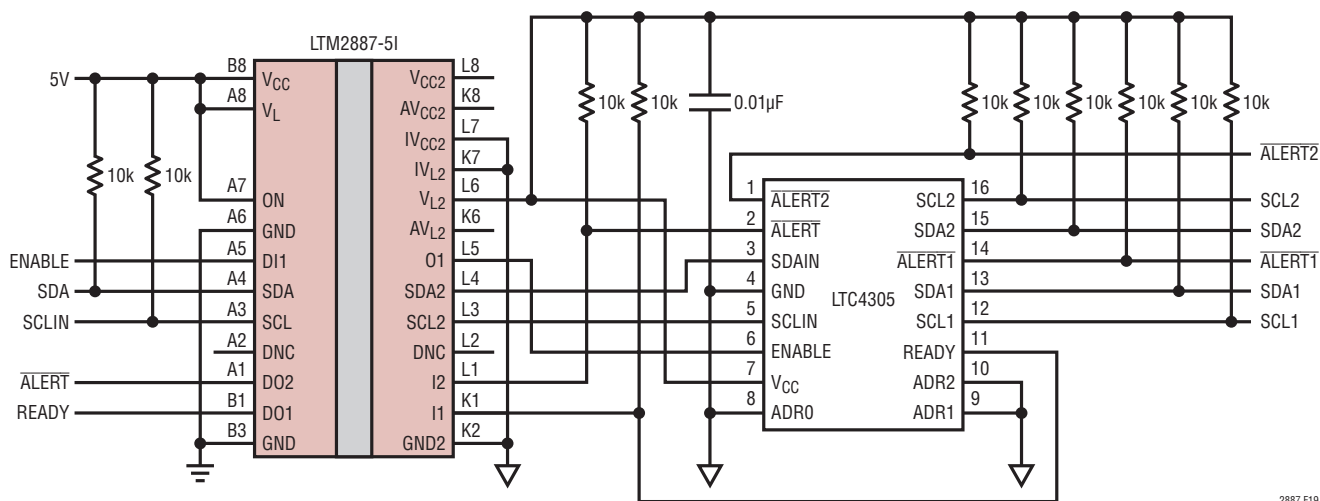 LTM2887-5I
5V
B8
VCC
A8
VL
10k
10k
A7
ON
A6
GND
ENABLE
A5
DI1
SDA
A4
SDA
SCLIN
A3
SCL
A2
DNC
ALERT
A1
DO2
READY
B1
DO1
B3
GND
VCC2
L8
AVCC2
K8
IVCC2
L7
IVL2
K7
VL2
L6
AVL2
K6
O1
L5
SDA2
L4
SCL2
L3
DNC
L2
I2
L1
I1
K1
GND2
K2
10k
10k
0.01µF
10k
10k
10k
10k
10k
10k
LTC4305
1
ALERT2
2
ALERT
3
SDAIN
4
GND
5
SCLIN
6
ENABLE
7
VCC
8
ADR0
SCL2
16
SDA2
15
ALERT1
14
SDA1
13
SCL1
12
READY
11
ADR2
10
ADR1
9
ALERT2
SCL2
SDA2
ALERT1
SDA1
SCL1
2887 F19